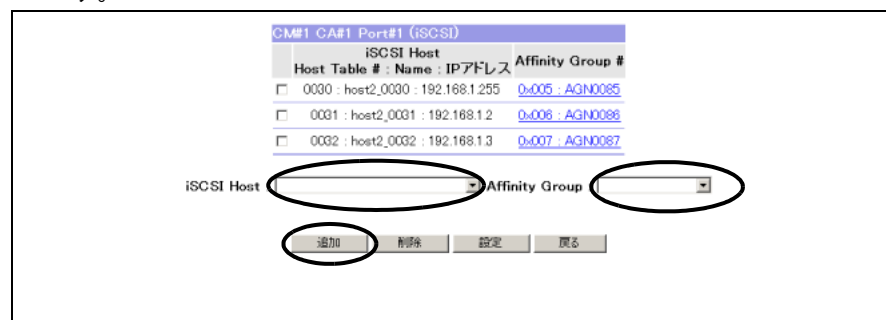 CM#1 CA#1 Port#1 (iSCSI)
iSCSI Host
Host Table # : Name : IPアドレス
Affinity Group #
0030 : host2_0030 : 192.168.1.255 0x005 : AGN0085
0031 : host2_0031 : 192.168.1.2 0x006 : AGN0086
0032 : host2_0032 : 192.168.1.3 0x007 : AGN0087
iSCSI Host Affinity Group
追加 削除 設定 戻る